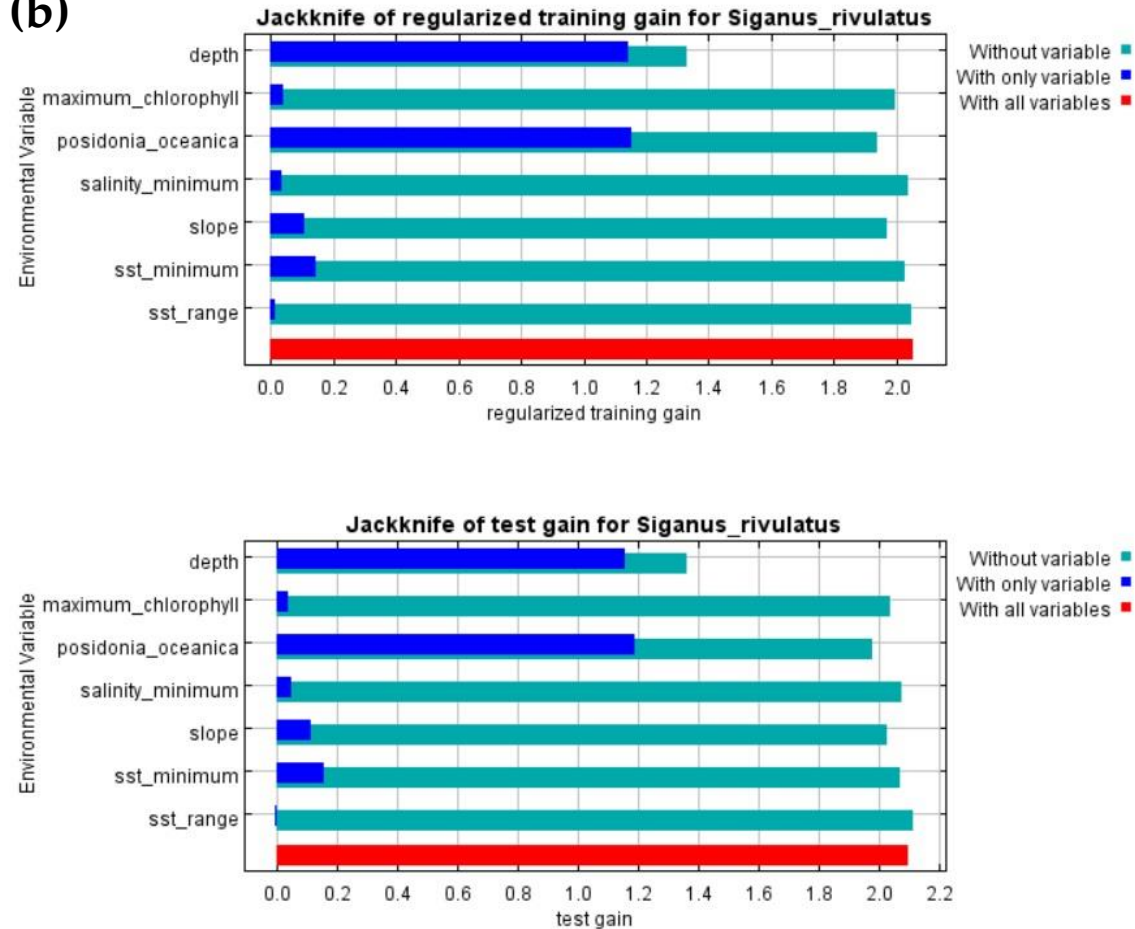 (b)
Jackknife of regularized training gain for Siganus_rivulatus
Environmental Variable
depth
maximum_chlorophyll
posidonia_oceanica
salinity_minimum
slope
sst_minimum
sst_range
Without variable
With only variable
With all variables
0.0 0.2 0.4 0.6 0.8 1.0 1.2 1.4 1.6 1.8 2.0
regularized training gain
Jackknife of test gain for Siganus_rivulatus
Environmental Variable
depth
maximum_chlorophyll
posidonia_oceanica
salinity_minimum
slope
sst_minimum
sst_range
Without variable
With only variable
With all variables
0.0 0.2 0.4 0.6 0.8 1.0 1.2 1.4 1.6 1.8 2.0 2.2
test gain